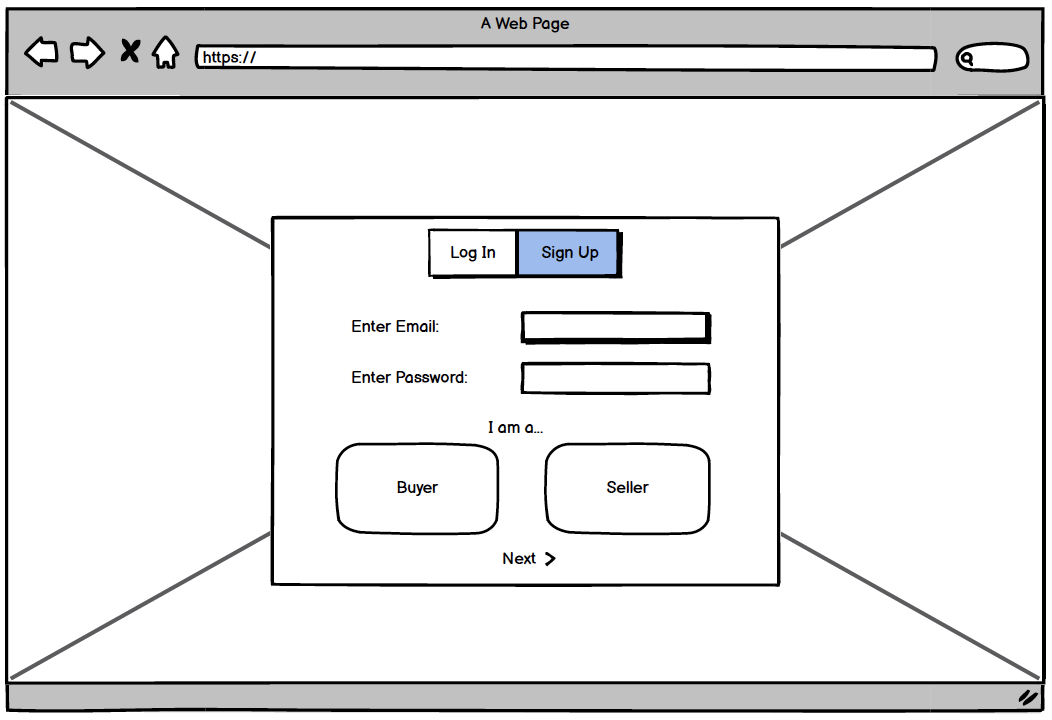 A Web Page
https://
Log In
Sign Up
Enter Email:
Enter Password:
I am a...
Buyer
Seller
Next >